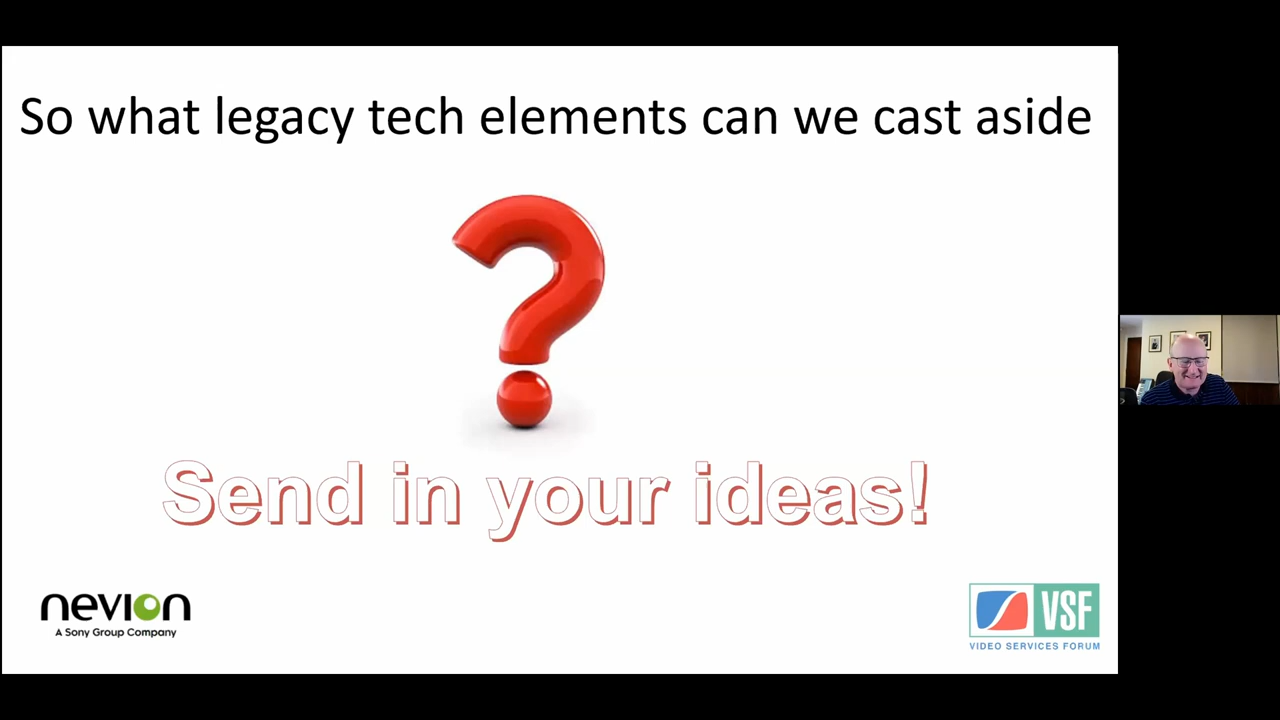 So what legacy tech elements can we cast aside
?
Send in your ideas!
nevion
A Sony Group Company
VSF
VIDEO SERVICES FORUM